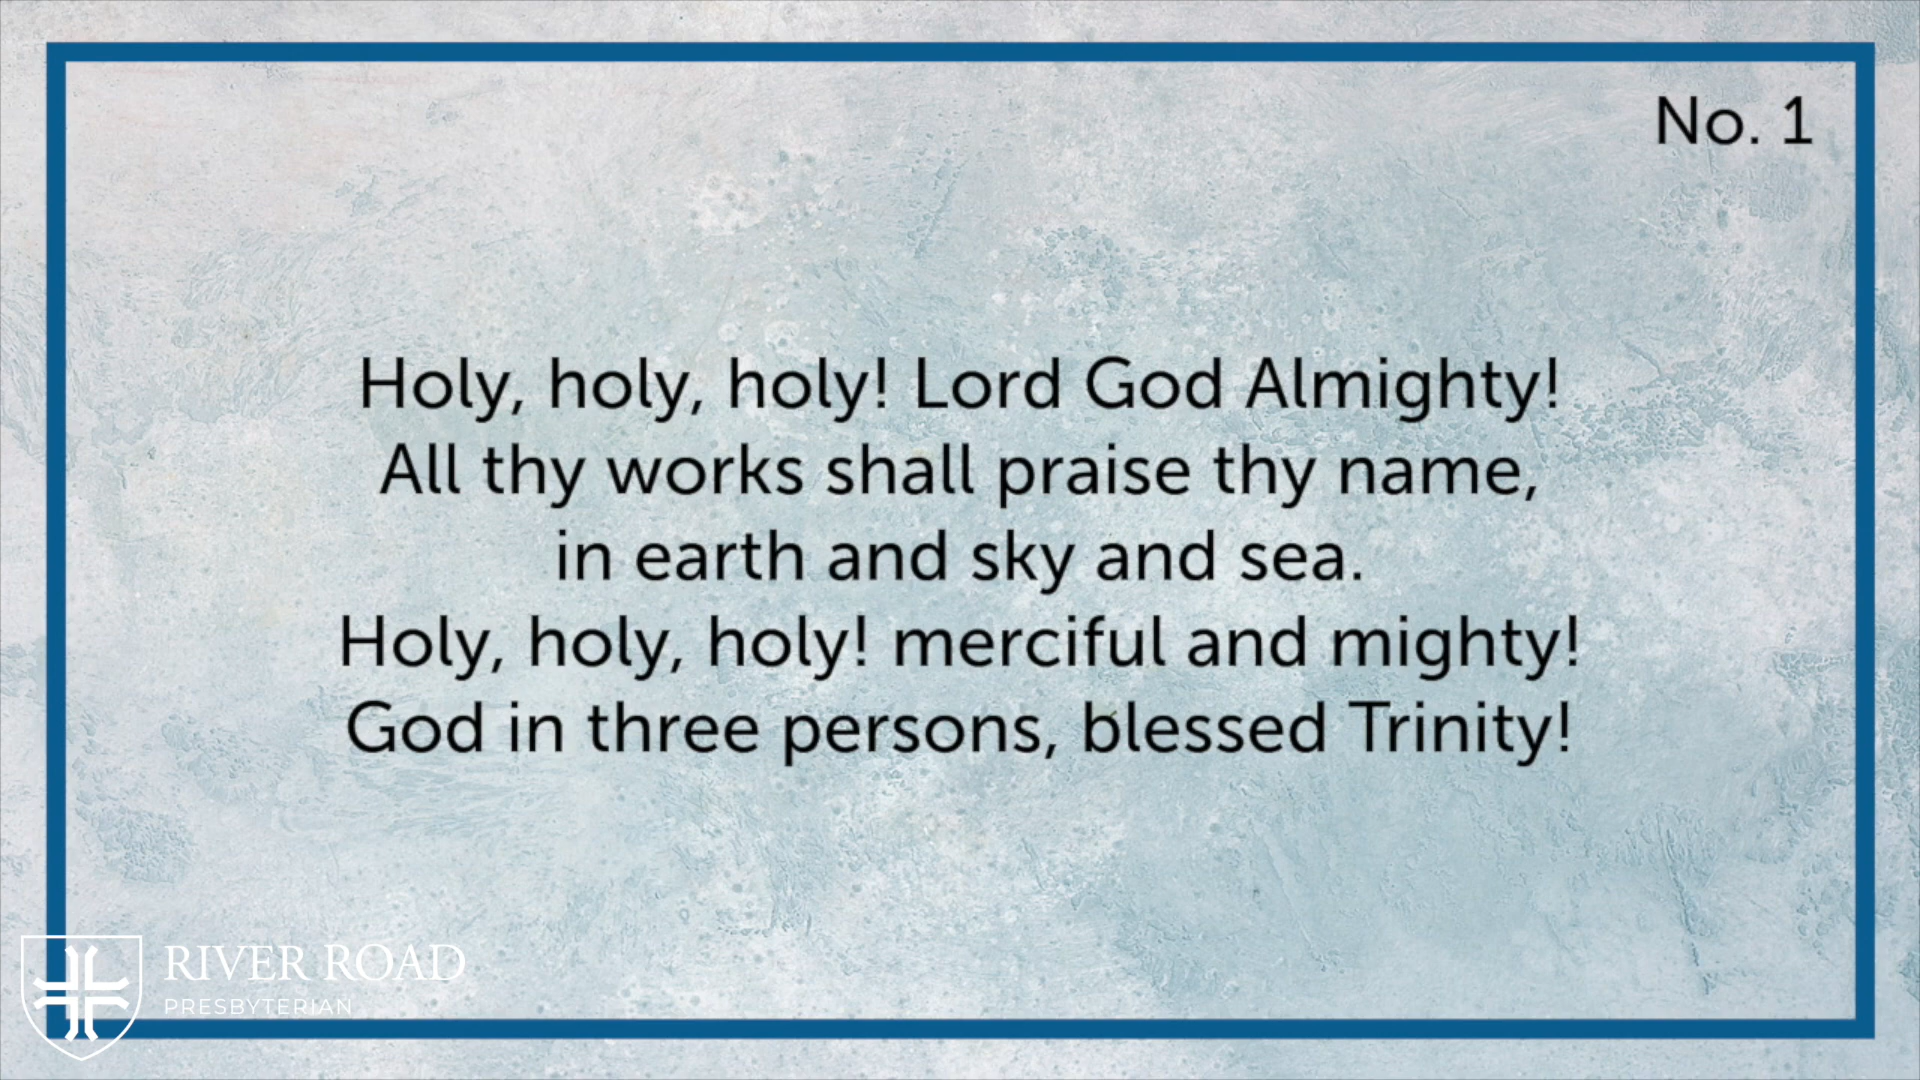 No. 1
Holy, holy, holy! Lord God Almighty!
All thy works shall praise thy name,
in earth and sky and sea.
Holy, holy, holy! merciful and mighty!
God in three persons, blessed Trinity!
RIVER ROAD
PRESBYTERIAN